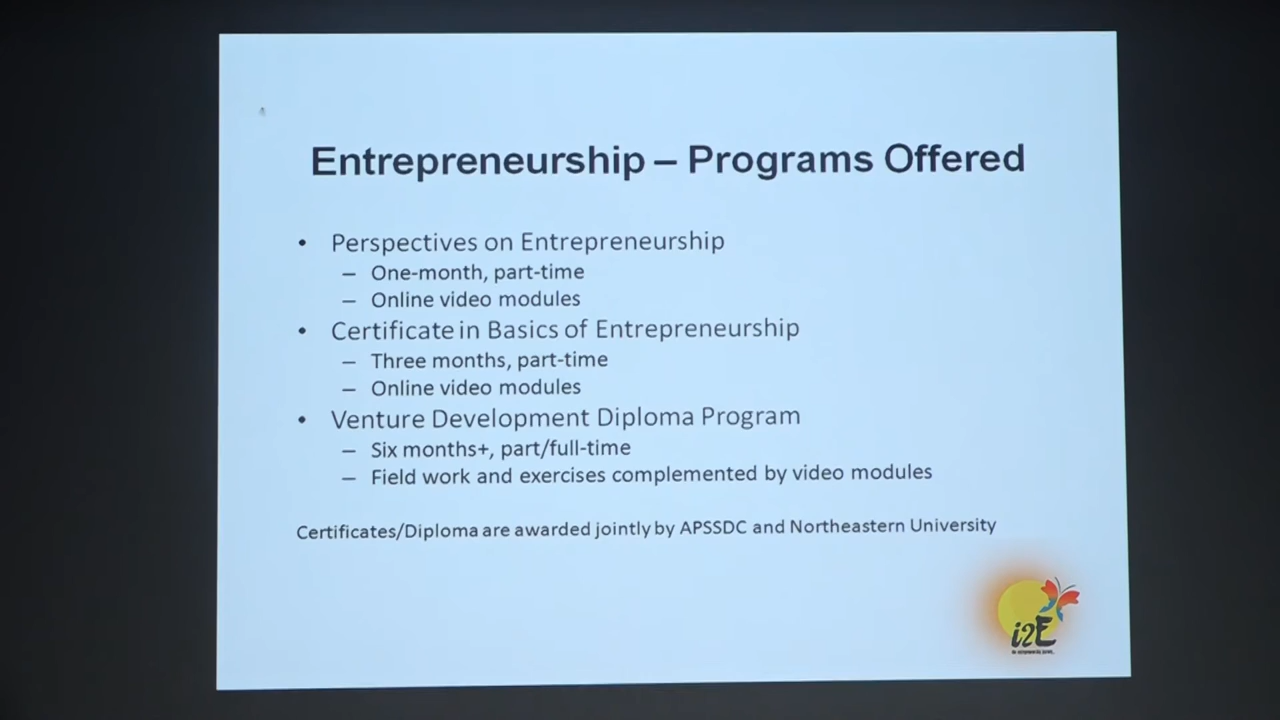 Entrepreneurship – Programs Offered
• Perspectives on Entrepreneurship
– One-month, part-time
– Online video modules
• Certificate in Basics of Entrepreneurship
– Three months, part-time
– Online video modules
• Venture Development Diploma Program
– Six months+, part/full-time
– Field work and exercises complemented by video modules
Certificates/Diploma are awarded jointly by APSSDC and Northeastern University
i2E